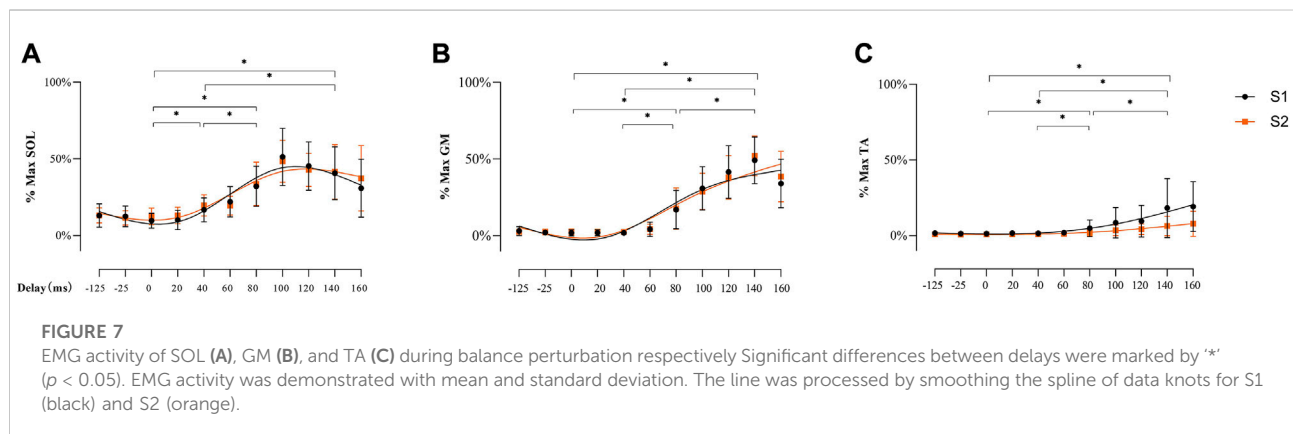 A
B
C
100%
50%
0%
% Max SOL
* * * * *
100%
50%
0%
% Max GM
* * * * *
100%
50%
0%
% Max TA
* * * * *
S1
S2
Delay(ms) -125 -25 0 20 40 60 80 100 120 140 160
-125 -25 0 20 40 60 80 100 120 140 160
-125 -25 0 20 40 60 80 100 120 140 160
FIGURE 7
EMG activity of SOL (A), GM (B), and TA (C) during balance perturbation respectively Significant differences between delays were marked by ‘*’
(p < 0.05). EMG activity was demonstrated with mean and standard deviation. The line was processed by smoothing the spline of data knots for S1
(black) and S2 (orange).